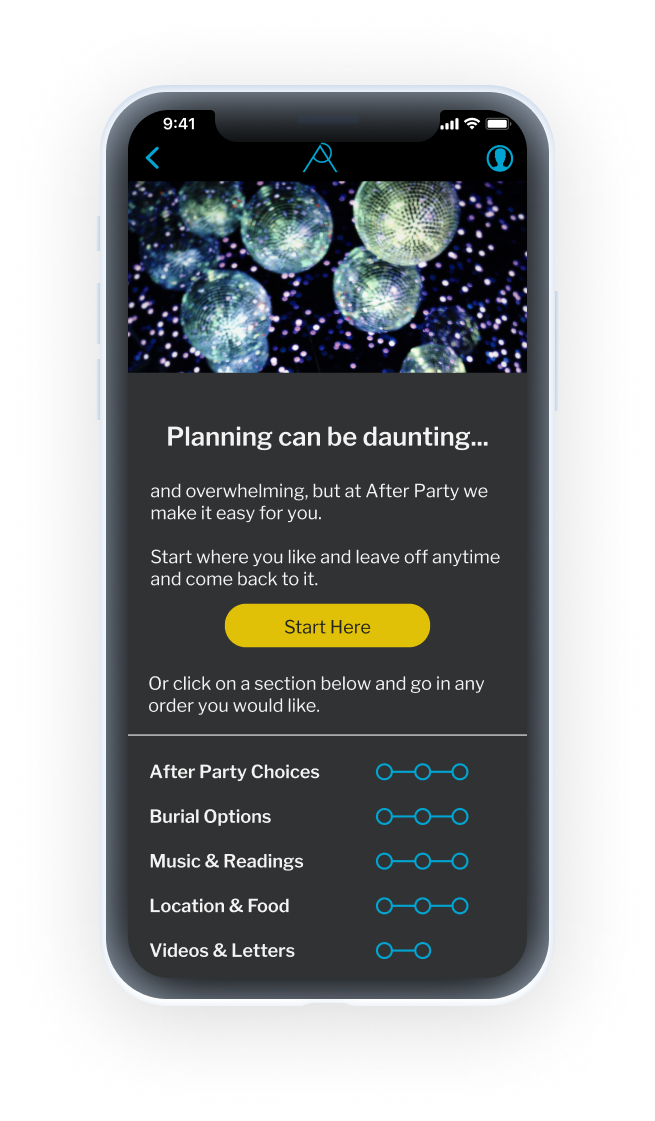 9:41
Planning can be daunting...
and overwhelming, but at After Party we
make it easy for you.
Start where you like and leave off anytime
and come back to it.
Start Here
Or click on a section below and go in any
order you would like.
After Party Choices
Burial Options
Music & Readings
Location & Food
Videos & Letters